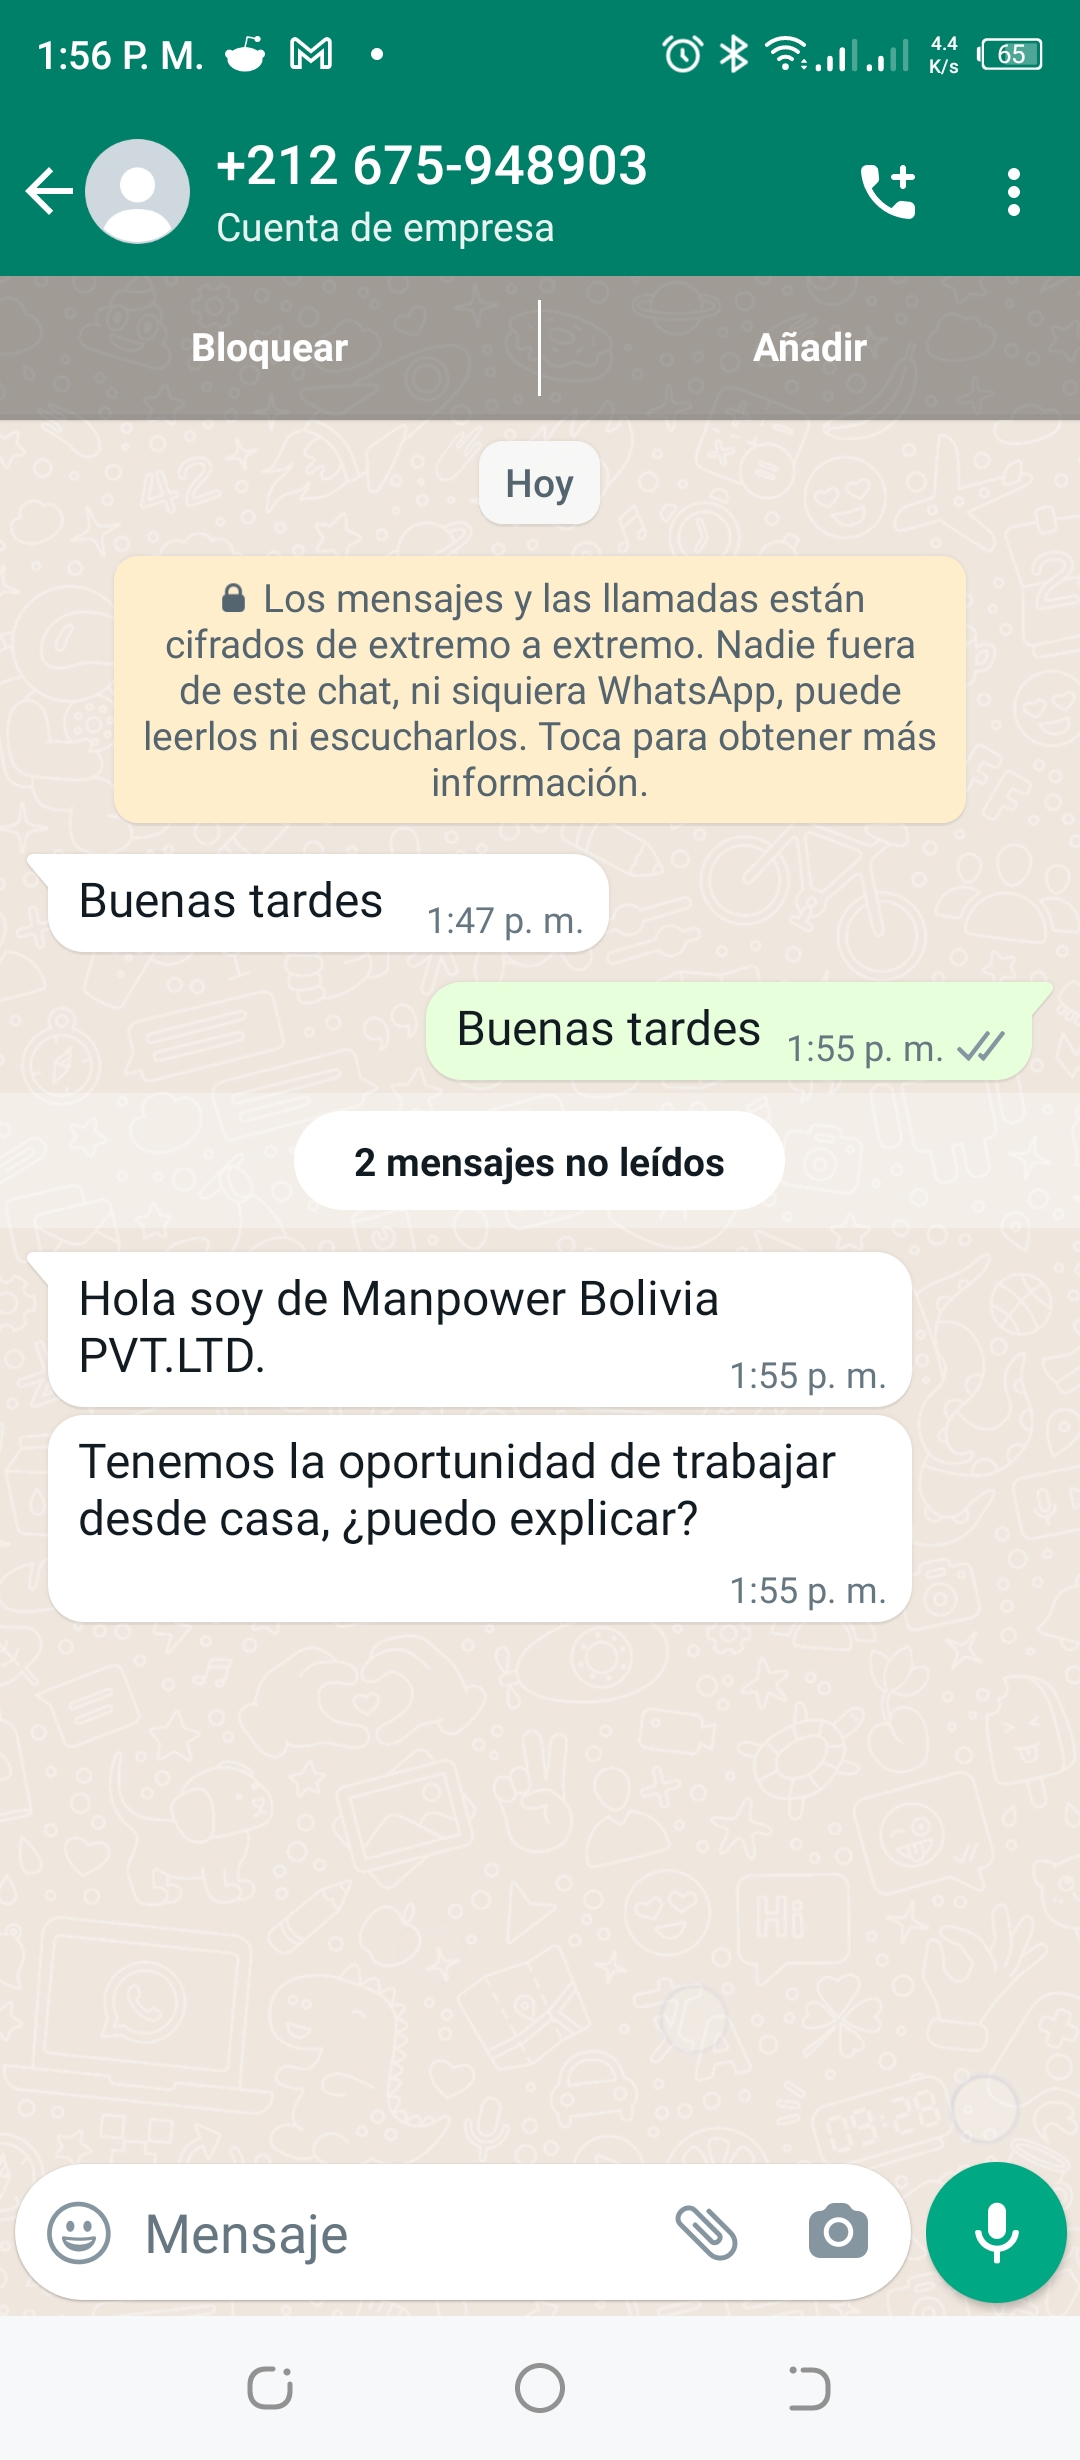 1:56 P. M.
4.4
K/s
65
+212 675-948903
Cuenta de empresa
Bloquear
Añadir
Hoy
Los mensajes y las llamadas están
cifrados de extremo a extremo. Nadie fuera
de este chat, ni siquiera WhatsApp, puede
leerlos ni escucharlos. Toca para obtener más
información.
Buenas tardes
1:47 p. m.
Buenas tardes
1:55 p. m.
2 mensajes no leídos
Hola soy de Manpower Bolivia
PVT.LTD.
1:55 p. m.
Tenemos la oportunidad de trabajar
desde casa, ¿puedo explicar?
1:55 p. m.
Mensaje